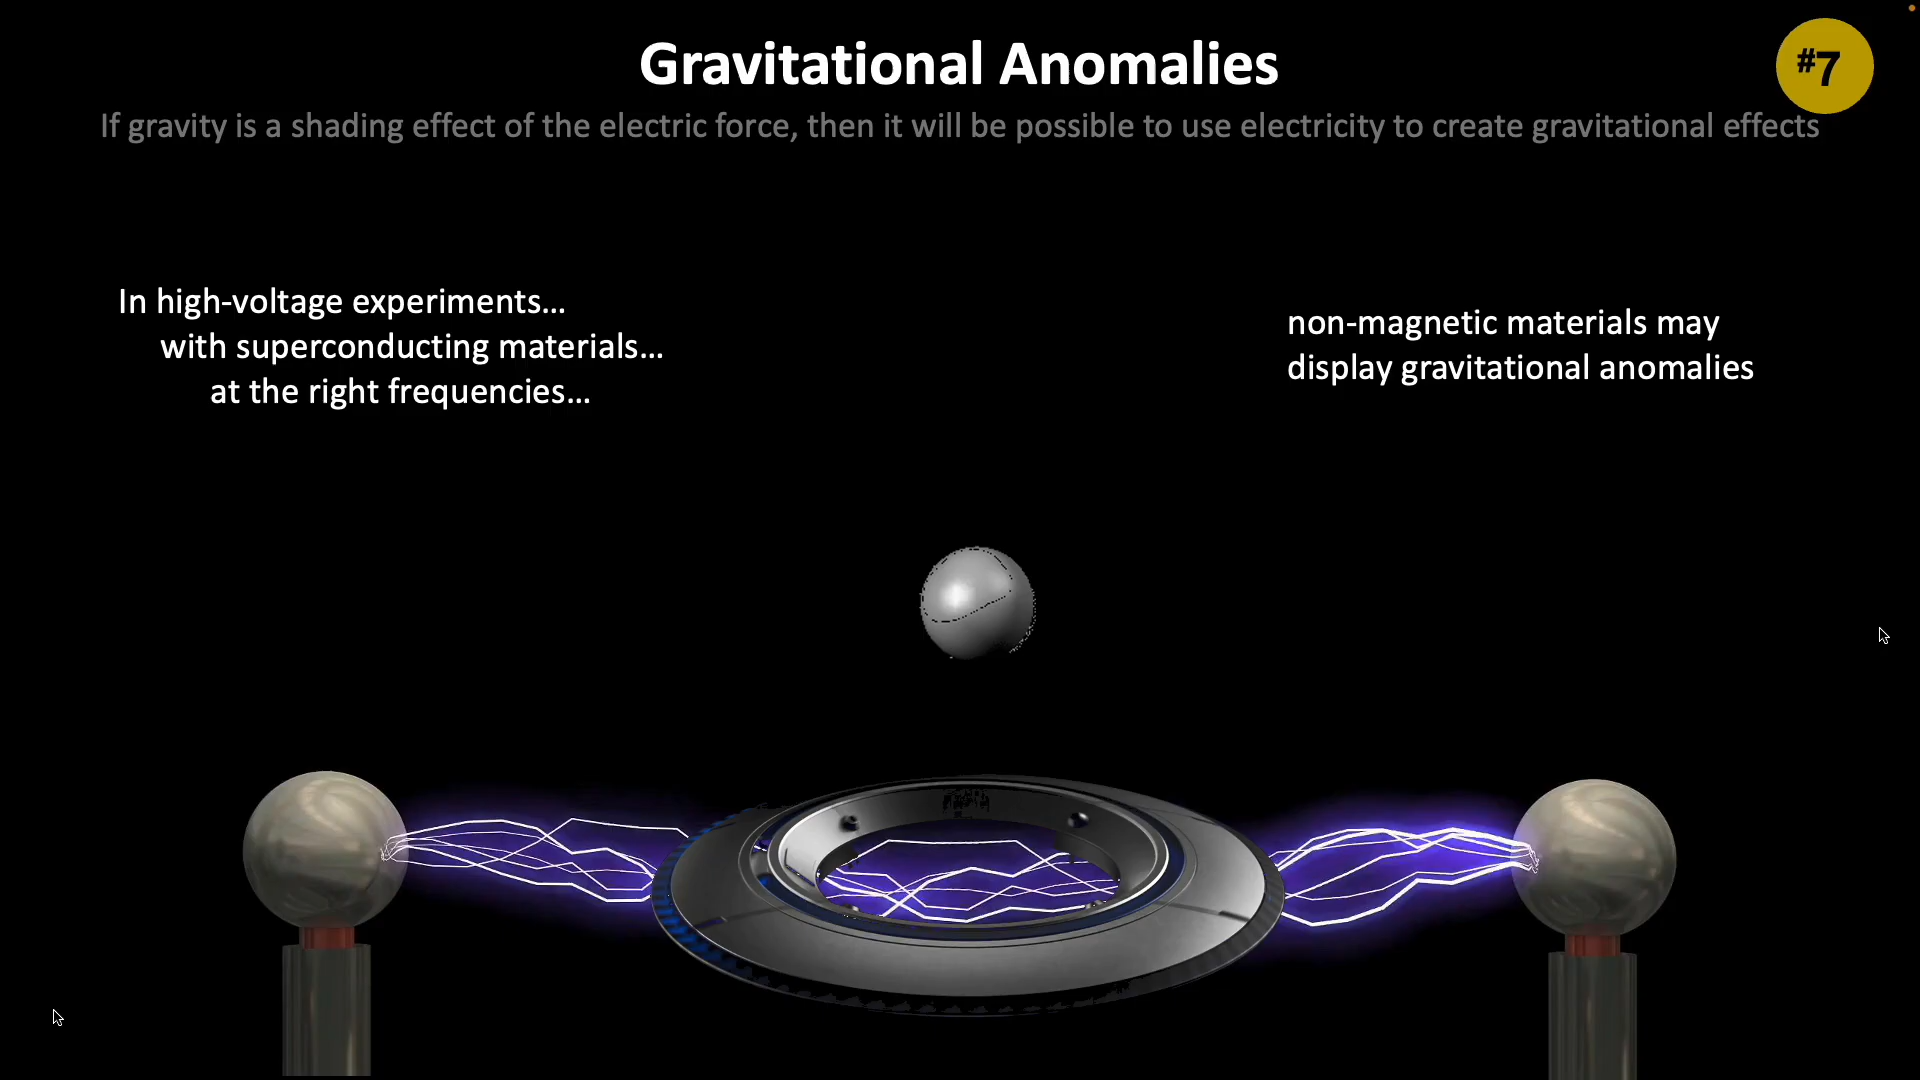 Gravitational Anomalies
#7
If gravity is a shading effect of the electric force, then it will be possible to use electricity to create gravitational effects
In high-voltage experiments...
with superconducting materials...
at the right frequencies...
non-magnetic materials may
display gravitational anomalies